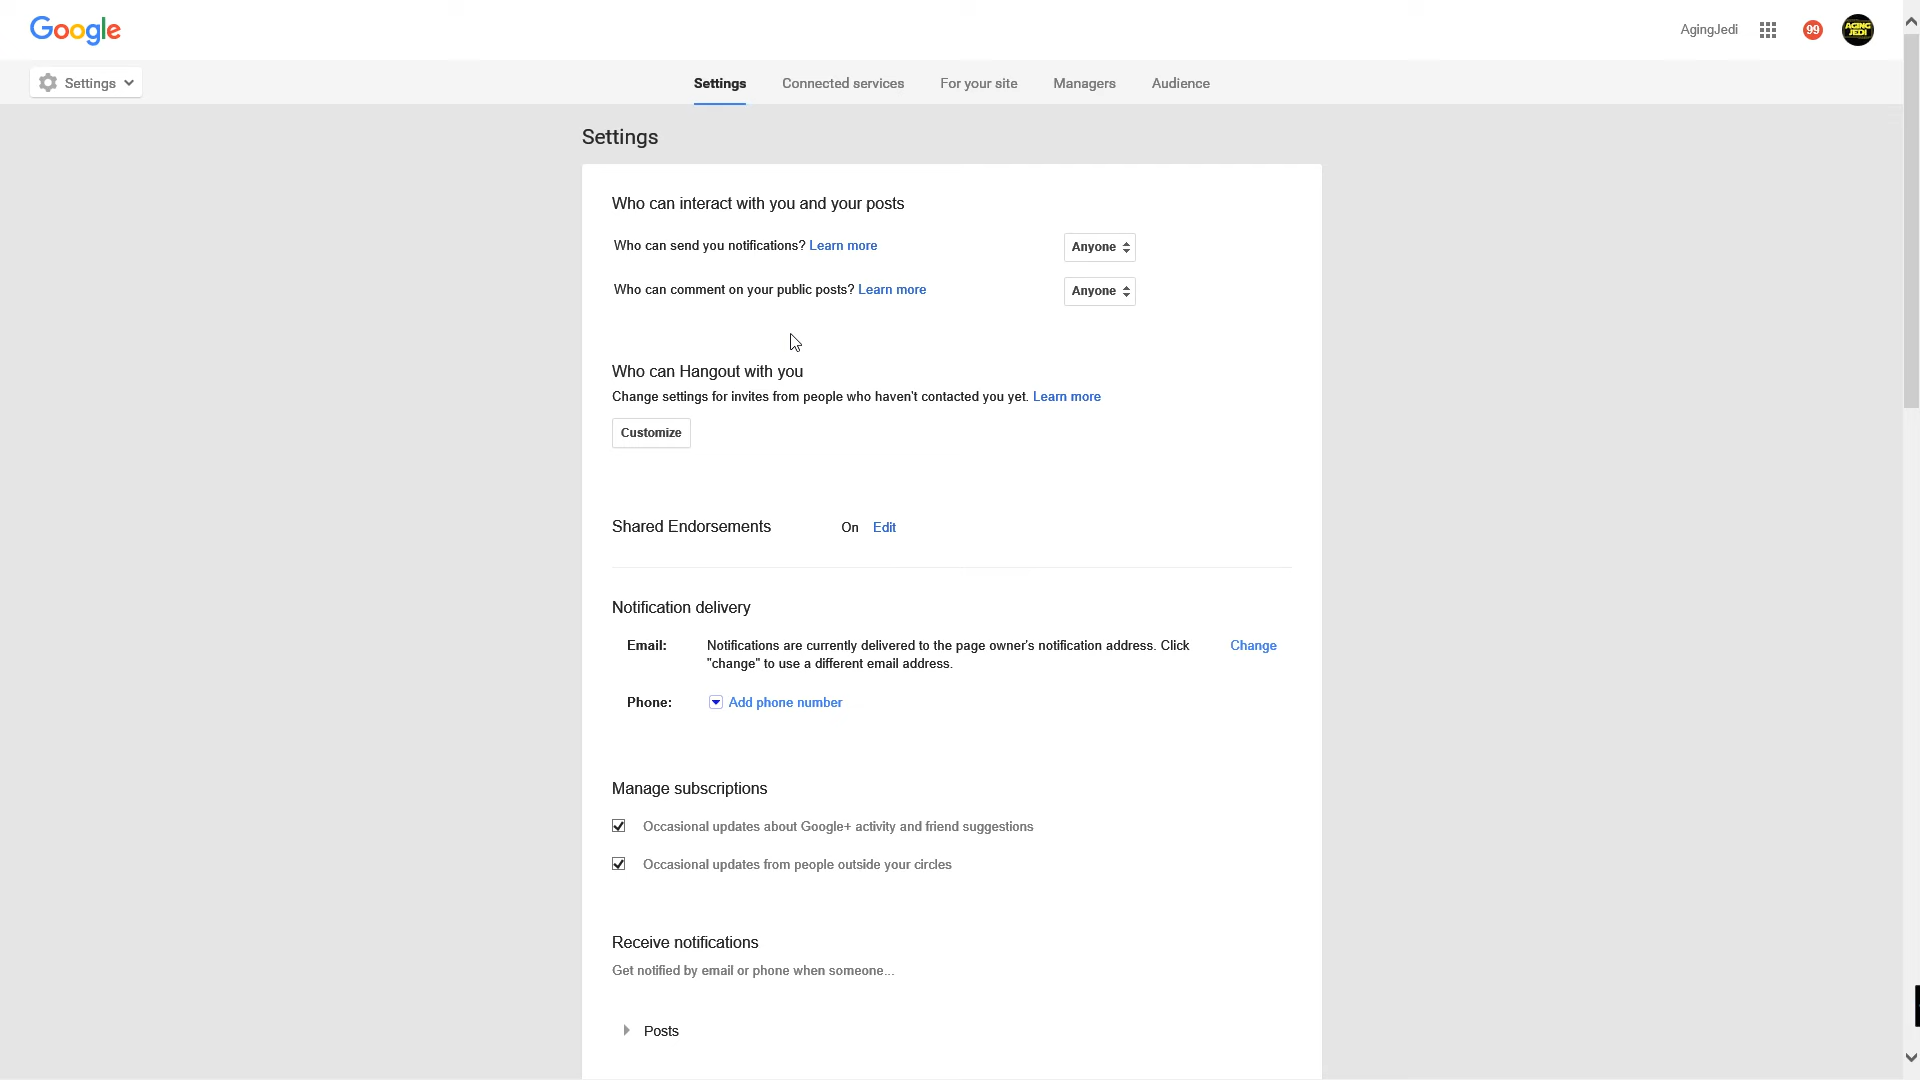 Google
AgingJedi
99
AGING
JEDI
Settings
Settings Connected services For your site Managers Audience
Settings
Who can interact with you and your posts
Who can send you notifications? Learn more Anyone
Who can comment on your public posts? Learn more Anyone
Who can Hangout with you
Change settings for invites from people who haven't contacted you yet. Learn more
Customize
Shared Endorsements On Edit
Notification delivery
Email: Notifications are currently delivered to the page owner's notification address. Click Change
"change" to use a different email address.
Phone: Add phone number
Manage subscriptions
Occasional updates about Google+ activity and friend suggestions
Occasional updates from people outside your circles
Receive notifications
Get notified by email or phone when someone...
Posts